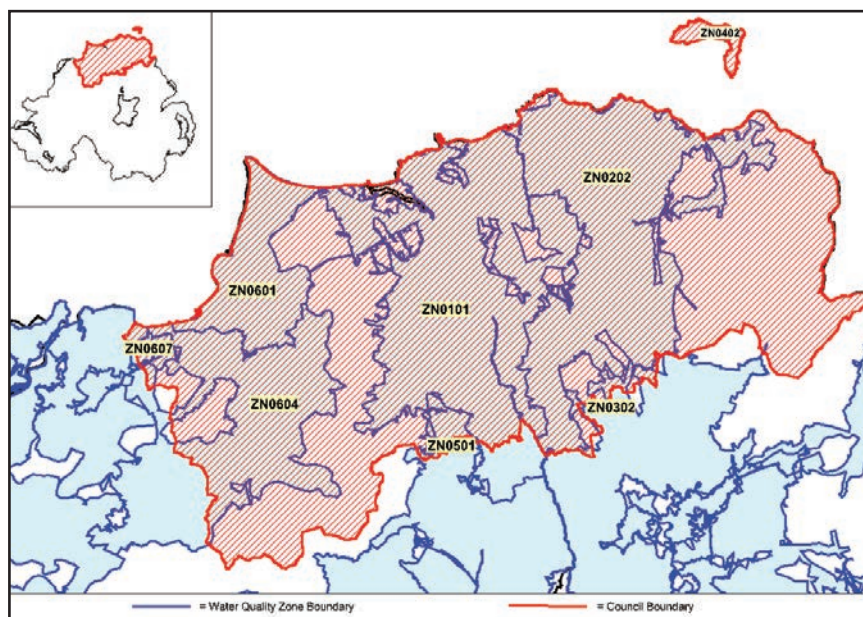 ZN0402
ZN0202
ZN0601
ZN0101
ZN0607
ZN0604
ZN0302
ZN0501
= Water Quality Zone Boundary
= Council Boundary